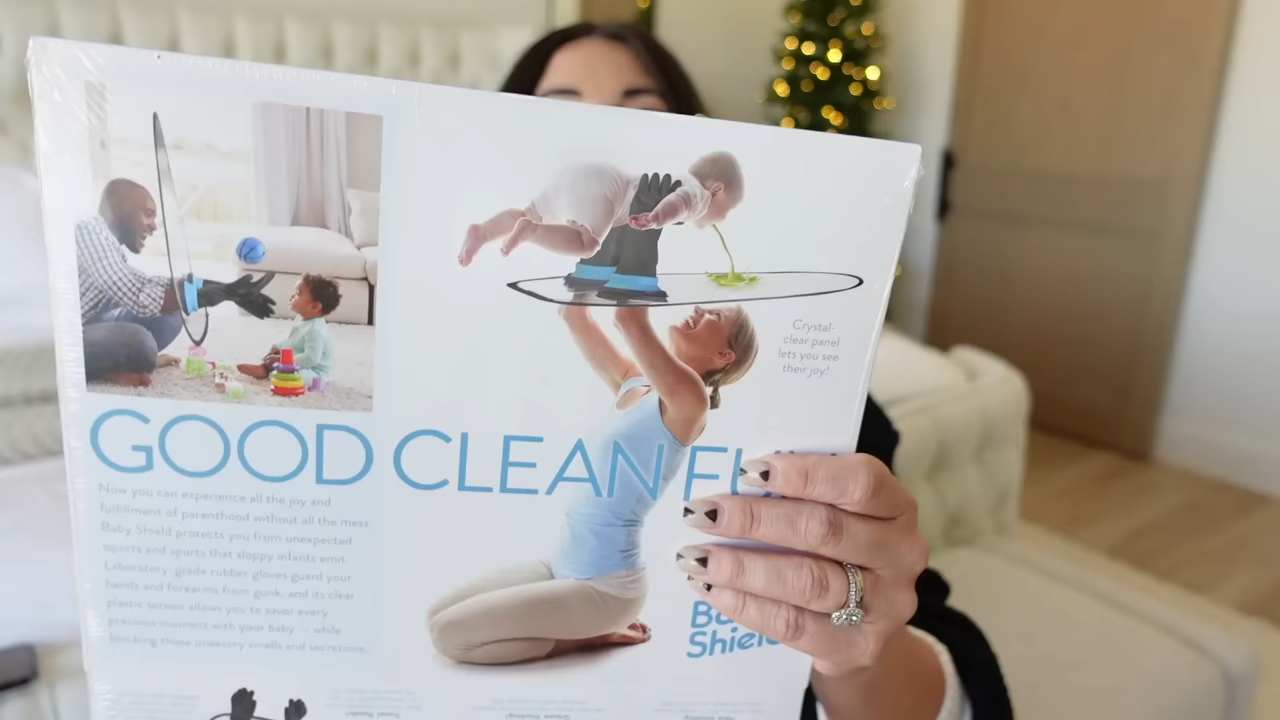 Crystal-
clear panel
lets you see
their joy!
GOOD CLEAN FU
Now you can experience all the joy and
fulfillment of parenthood without all the mess
Baby Shield protects you from unexpected
squirts and spurts that sloppy infants emit.
Laboratory-grade rubber gloves guard your
hands and forearms from gunk, and its clear
plastic screen allows you to savor every
precious moment with your baby -- while
blocking those unsavory smells and secretions.
Ba
Shield